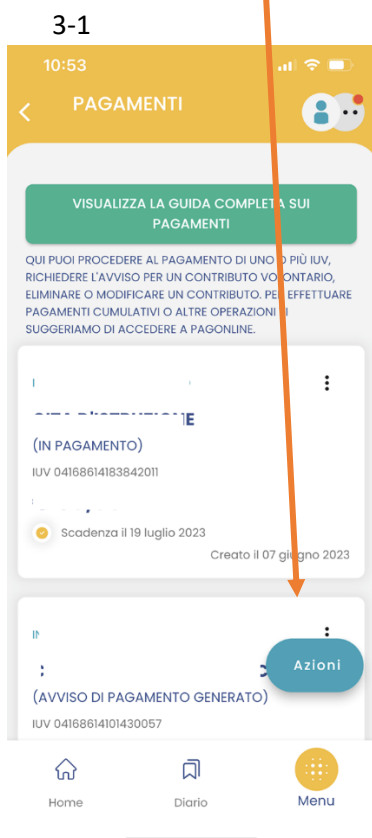 3-1
10:53
PAGAMENTI
VISUALIZZA LA GUIDA COMPLETA SUI
PAGAMENTI
QUI PUOI PROCEDERE AL PAGAMENTO DI UNO O PIÙ IUV,
RICHIEDERE L'AVVISO PER UN CONTRIBUTO VOLONTARIO,
ELIMINARE O MODIFICARE UN CONTRIBUTO. PER EFFETTUARE
PAGAMENTI CUMULATIVI O ALTRE OPERAZIONI
SUGGERIAMO DI ACCEDERE A PAGONLINE.
(IN PAGAMENTO)
IUV 04168614183842011
Scadenza il 19 luglio 2023
Creato il 07 giugno 2023
Azioni
(AVVISO DI PAGAMENTO GENERATO)
IUV 04168614101430057
Home
Diario
Menu